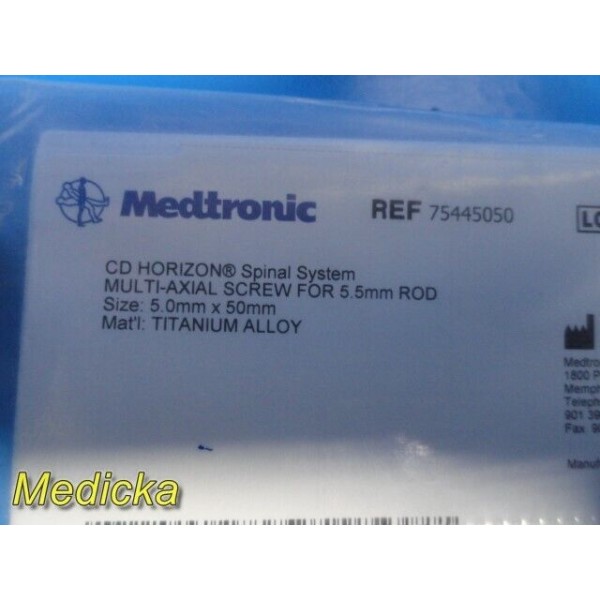 Medtronic REF 75445050
CD HORIZON® Spinal System
MULTI-AXIAL SCREW FOR 5.5mm ROD
Size: 5.0mm x 50mm
Mat'l: TITANIUM ALLOY
Medicka